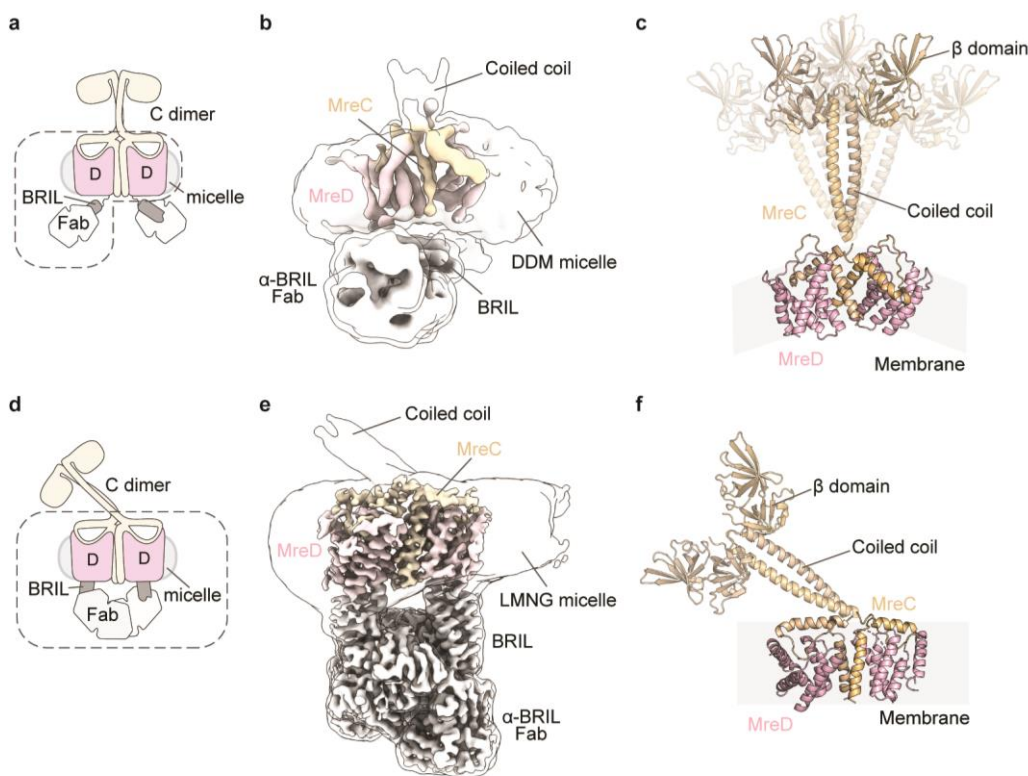 a
C dimer
D
D
BRIL
micelle
Fab
b
Coiled coil
MreC
MreD
DDM micelle
α-BRIL
Fab
BRIL
c
β domain
MreC
Coiled coil
MreD
Membrane
d
C dimer
D
D
BRIL
micelle
Fab
e
Coiled coil
MreC
MreD
LMNG micelle
BRIL
α-BRIL
Fab
f
β domain
Coiled coil
MreC
MreD
Membrane